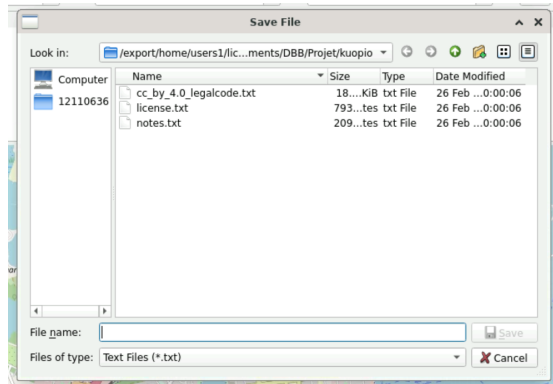 Save File
Look in: /export/home/users1/lic...ments/DBB/Projet/kuopio
Computer
12110636
Name Size Type Date Modified
cc_by_4.0_legalcode.txt 18....KiB txt File 26 Feb ...0:00:06
license.txt 793...tes txt File 26 Feb ...0:00:06
notes.txt 209...tes txt File 26 Feb ...0:00:06
File name: Save
Files of type: Text Files (*.txt) Cancel